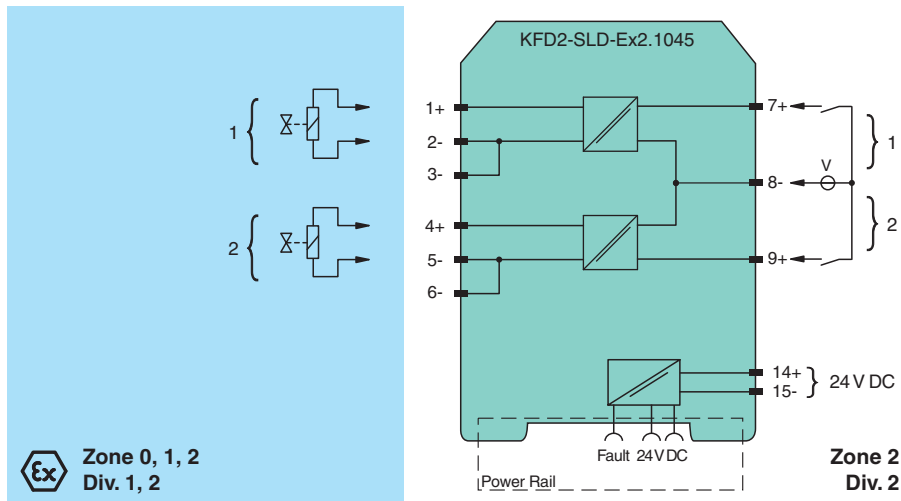 KFD2-SLD-Ex2.1045
1
1+
2-
3-
7+
1
V
8-
2
4+
5-
6-
2
9+
14+
15-
24 V DC
Fault 24 V DC
Power Rail
Ex
Zone 0, 1, 2
Div. 1, 2
Zone 2
Div. 2